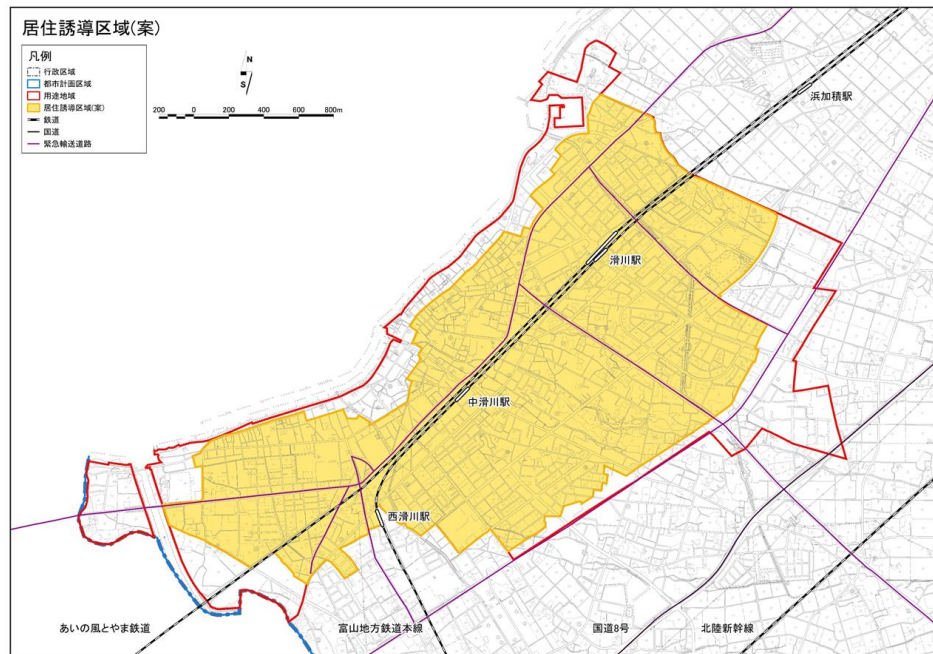 居住誘導区域(案)
凡例
行政区域
都市計画区域
用途地域
居住誘導区域(案)
鉄道
国道
緊急輸送道路
N
S
200 0 200 400 600 800m
浜加積駅
滑川駅
中滑川駅
西滑川駅
あいの風とやま鉄道
富山地方鉄道本線
国道8号
北陸新幹線